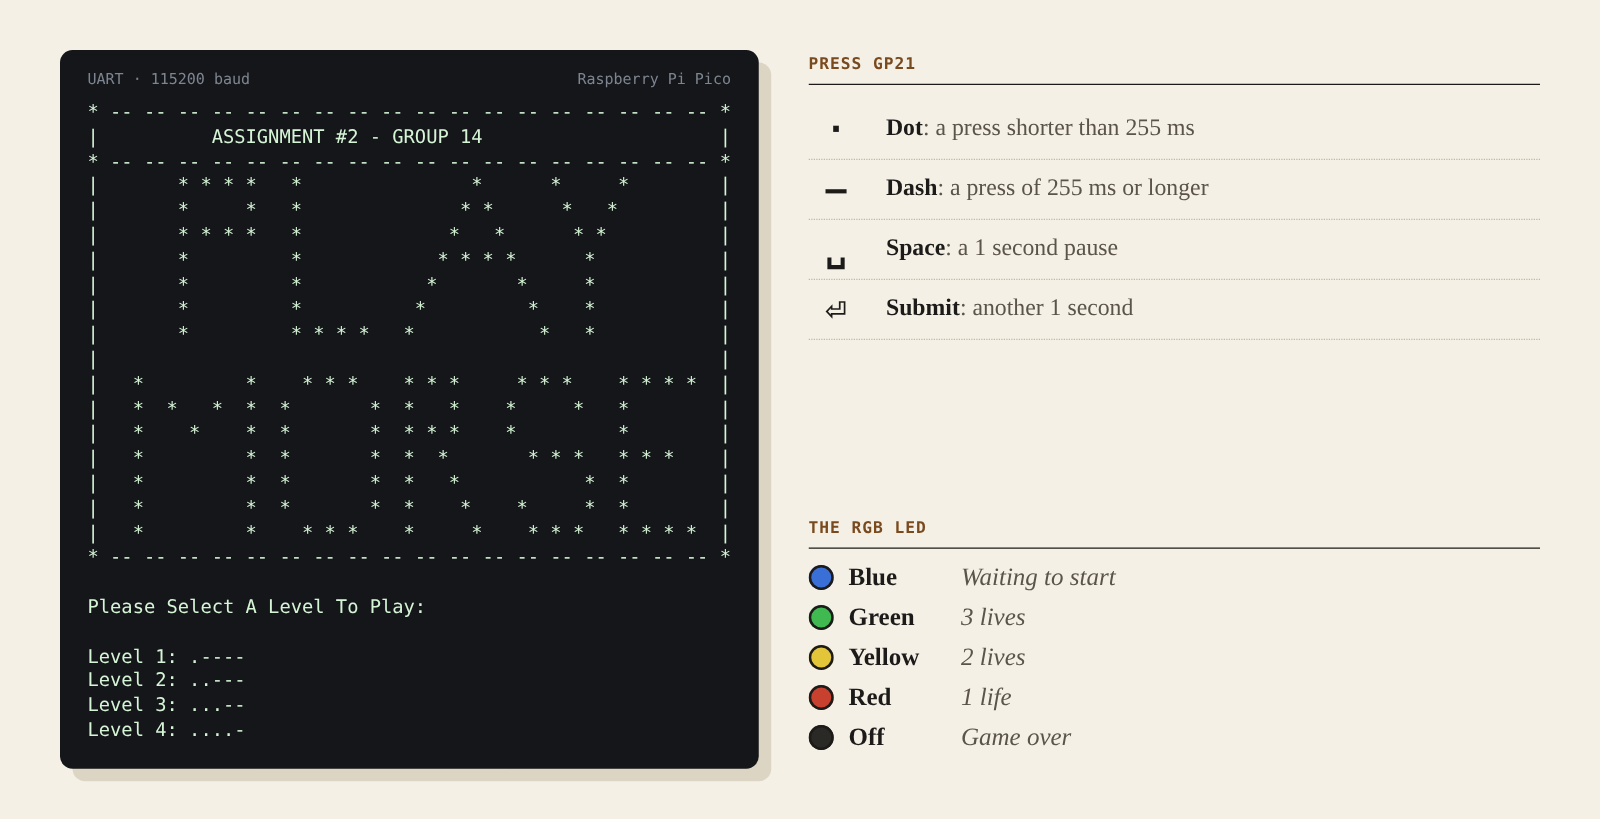 UART · 115200 baud
Raspberry Pi Pico
* -- -- -- -- -- -- -- -- -- -- -- -- -- -- -- -- -- -- *
|          ASSIGNMENT #2 - GROUP 14                     |
* -- -- -- -- -- -- -- -- -- -- -- -- -- -- -- -- -- -- *
|       * * * *   *               *      *     *        |
|       *     *   *              * *      *   *         |
|       * * * *   *             *   *      * *          |
|       *         *            * * * *      *           |
|       *         *           *       *     *           |
|       *         *          *         *    *           |
|       *         * * * *   *           *   *           |
|                                                       |
|   *         *    * * *    * * *     * * *    * * * *  |
|   *  *   *  *  *       *  *   *    *     *   *        |
|   *    *    *  *       *  * * *    *         *        |
|   *         *  *       *  *  *       * * *   * * *    |
|   *         *  *       *  *   *           *  *        |
|   *         *  *       *  *    *    *     *  *        |
|   *         *    * * *    *     *    * * *   * * * *  |
* -- -- -- -- -- -- -- -- -- -- -- -- -- -- -- -- -- -- *
Please Select A Level To Play:
Level 1: .----
Level 2: ..---
Level 3: ...--
Level 4: ....-
PRESS GP21
Dot: a press shorter than 255 ms
Dash: a press of 255 ms or longer
␣ Space: a 1 second pause
⏎ Submit: another 1 second
THE RGB LED
Blue Waiting to start
Green 3 lives
Yellow 2 lives
Red 1 life
Off Game over